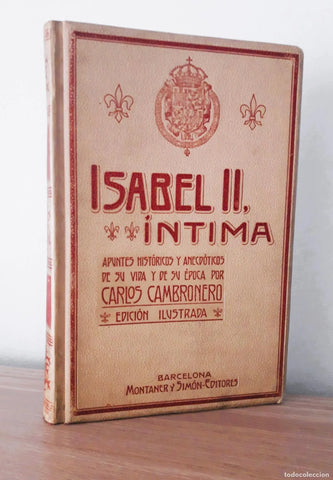 ISABEL II,
ÍNTIMA
APUNTES HISTÓRICOS Y ANECDÓTICOS
DE SU VIDA Y DE SU ÉPOCA POR
CARLOS CAMBRONERO
EDICIÓN ILUSTRADA
BARCELONA
MONTANER Y SIMÓN-EDITORES
todocoleccion